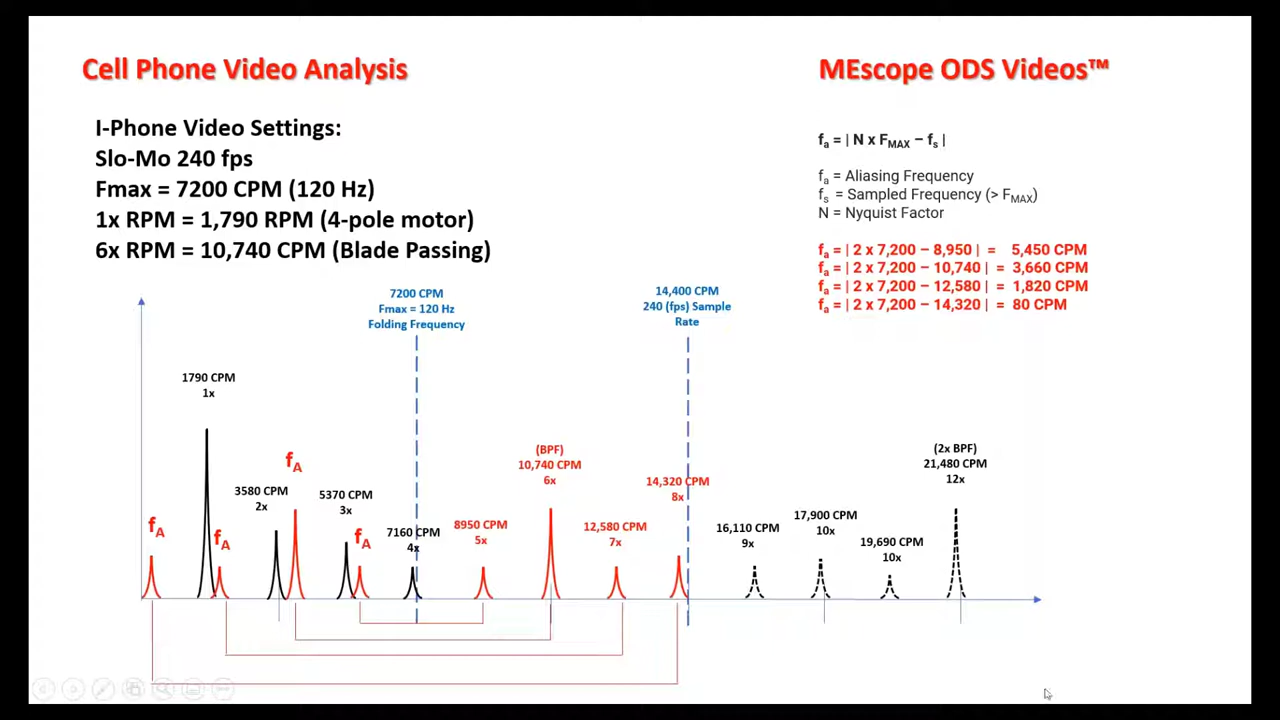 Cell Phone Video Analysis
MEscope ODS Videos™
I-Phone Video Settings:
Slo-Mo 240 fps
Fmax = 7200 CPM (120 Hz)
1x RPM = 1,790 RPM (4-pole motor)
6x RPM = 10,740 CPM (Blade Passing)
fa = | N x FMAX – fs |
fa = Aliasing Frequency
fs = Sampled Frequency (> FMAX)
N = Nyquist Factor
fa = | 2 x 7,200 – 8,950 | = 5,450 CPM
fa = | 2 x 7,200 – 10,740 | = 3,660 CPM
fa = | 2 x 7,200 – 12,580 | = 1,820 CPM
fa = | 2 x 7,200 – 14,320 | = 80 CPM
7200 CPM
Fmax = 120 Hz
Folding Frequency
14,400 CPM
240 (fps) Sample
Rate
1790 CPM
1x
fA
3580 CPM
2x
5370 CPM
3x
fA
fA
fA
7160 CPM
4x
8950 CPM
5x
(BPF)
10,740 CPM
6x
12,580 CPM
7x
14,320 CPM
8x
16,110 CPM
9x
17,900 CPM
10x
19,690 CPM
10x
(2x BPF)
21,480 CPM
12x